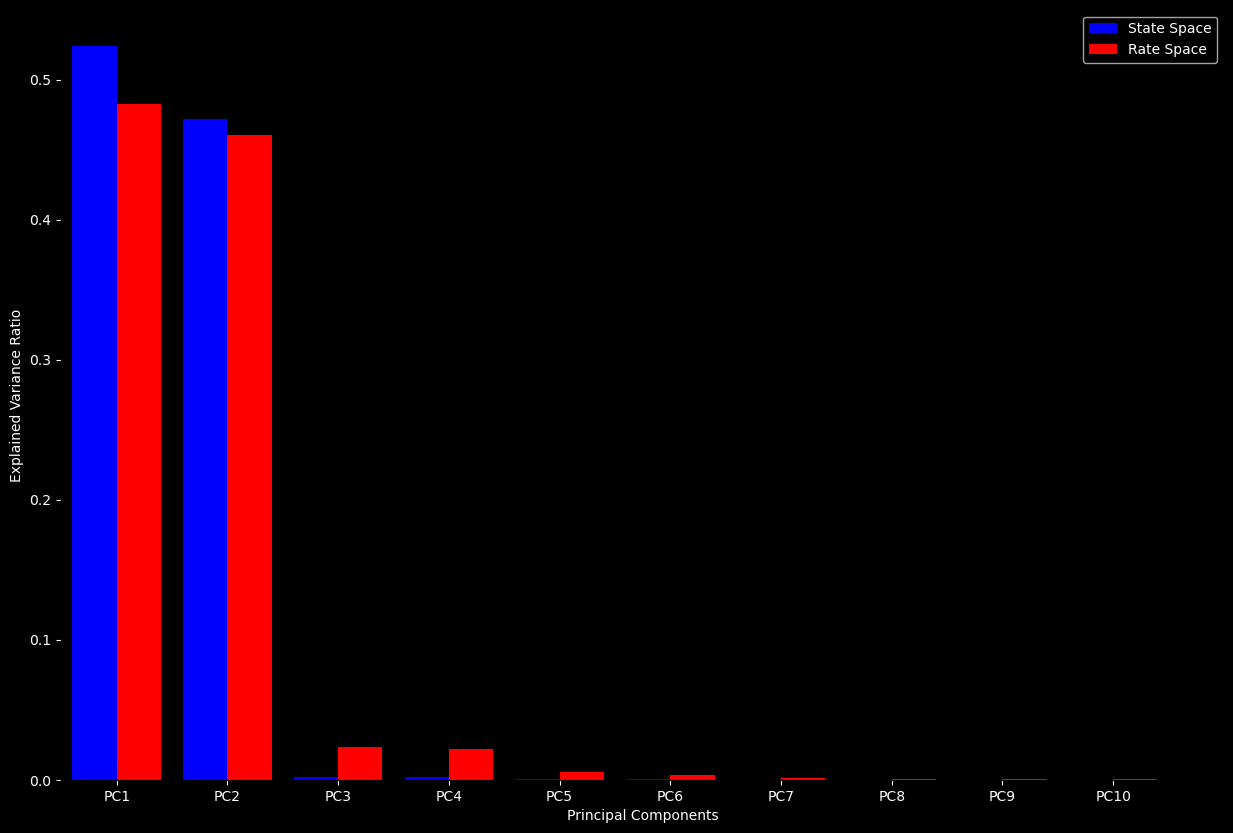 State Space
Rate Space
0.5
0.4
0.3
0.2
0.1
0.0
Explained Variance Ratio
PC1 PC2 PC3 PC4 PC5 PC6 PC7 PC8 PC9 PC10
Principal Components